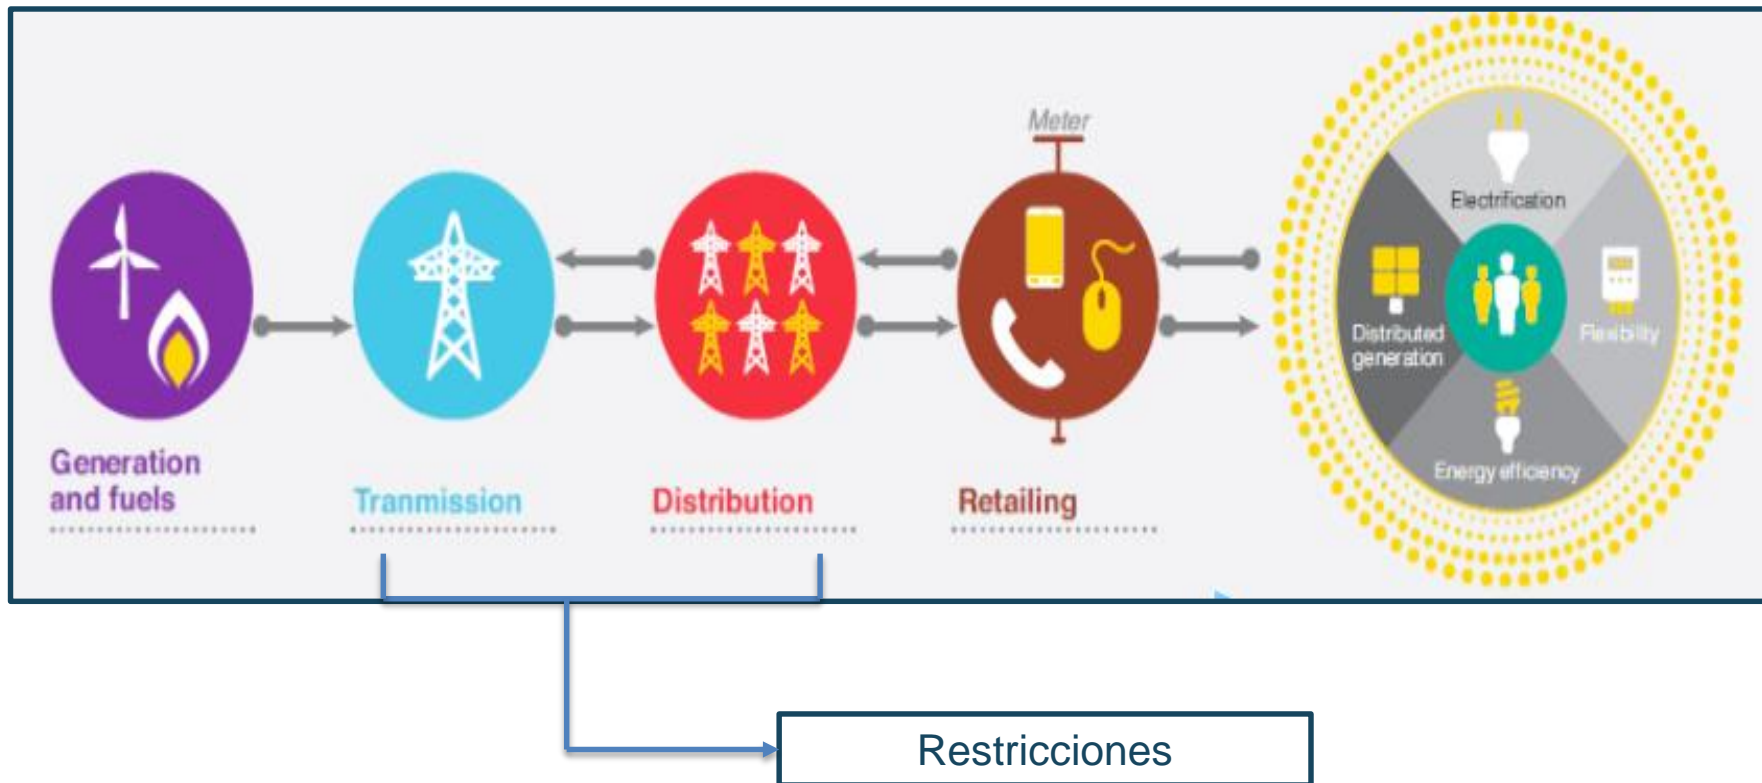 Meter
Electrification
Distributed
generation
Flexibility
Energy efficiency
Generation
and fuels
Tranmission
Distribution
Retailing
Restricciones